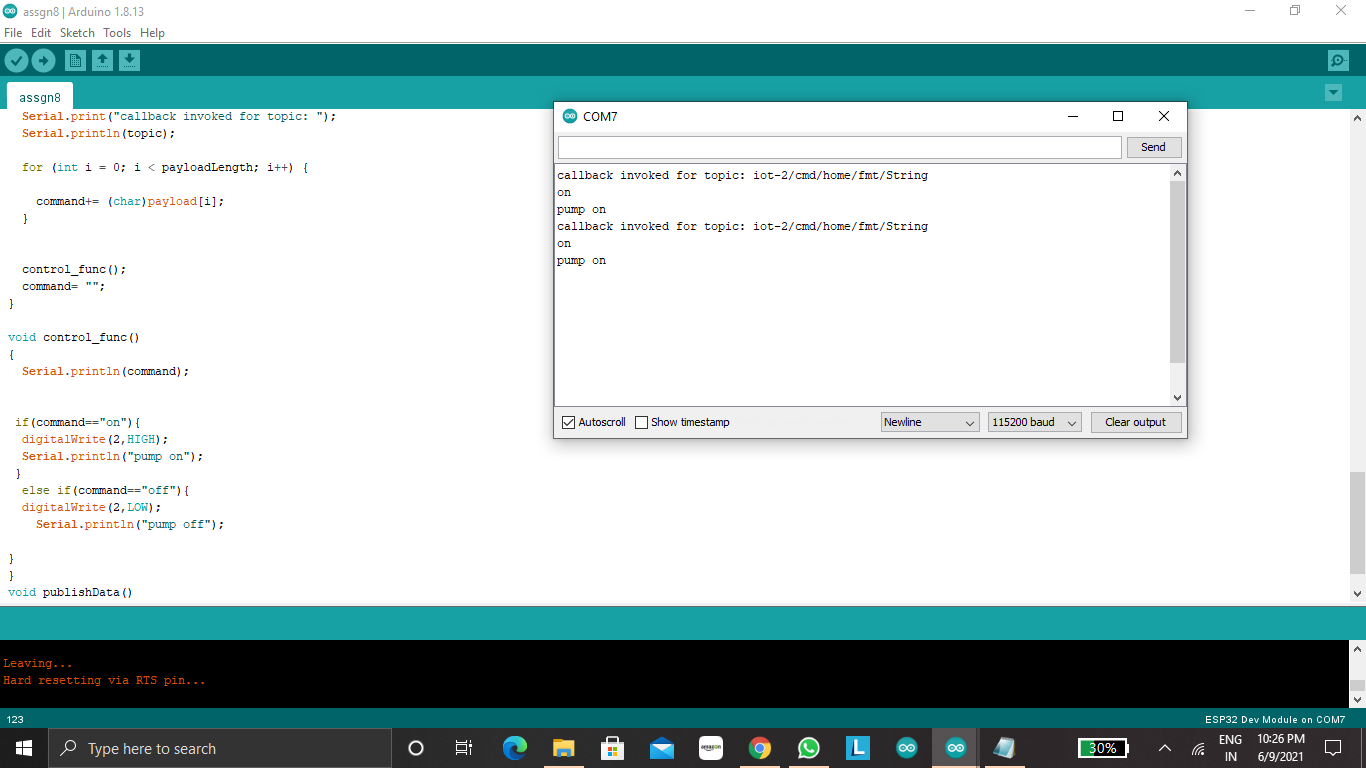 assgn8 | Arduino 1.8.13
File Edit Sketch Tools Help
assgn8
Serial.print("callback invoked for topic: ");
Serial.println(topic);
for (int i = 0; i < payloadLength; i++) {
command+= (char)payload[i];
}
control_func();
command= "";
}
void control_func()
{
Serial.println(command);
if(command=="on"){
digitalWrite(2,HIGH);
Serial.println("pump on");
}
else if(command=="off"){
digitalWrite(2,LOW);
Serial.println("pump off");
}
}
void publishData()
COM7
Send
callback invoked for topic: iot-2/cmd/home/fmt/String
on
pump on
callback invoked for topic: iot-2/cmd/home/fmt/String
on
pump on
Autoscroll Show timestamp Newline 115200 baud Clear output
Leaving...
Hard resetting via RTS pin...
123 ESP32 Dev Module on COM7
Type here to search
amazon
L
30%
ENG
IN
10:26 PM
6/9/2021